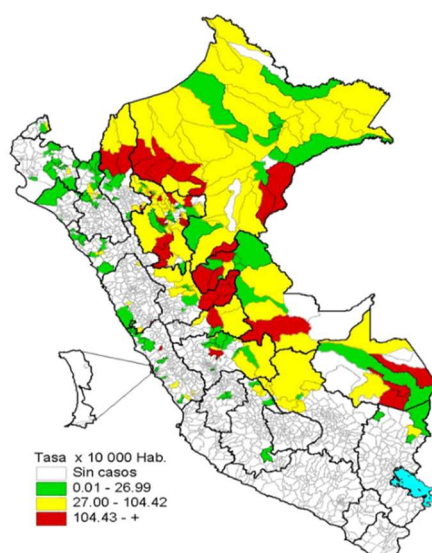 Tasa x 10 000 Hab.
Sin casos
0.01 - 26.99
27.00 - 104.42
104.43 - +